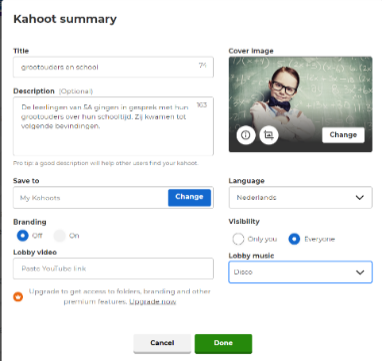 Kahoot summary
Title
grootouders en school
74
Description (Optional)
De leedingen van 5A gingen in gesprek met hun
grootouders over hun schooltijd. Zij kwamen tot
volgende bevindingen.
163
Pro tip: a good description will help other users find your kahoot.
Save to
My Kahoots
Change
Branding
Off
On
Lobby video
Paste YouTube link
Upgrade to get access to folders, branding and other
premium features. Upgrade now
Cover image
Change
Language
Nederlands
Visibility
Only you
Everyone
Lobby music
Disco
Cancel
Done